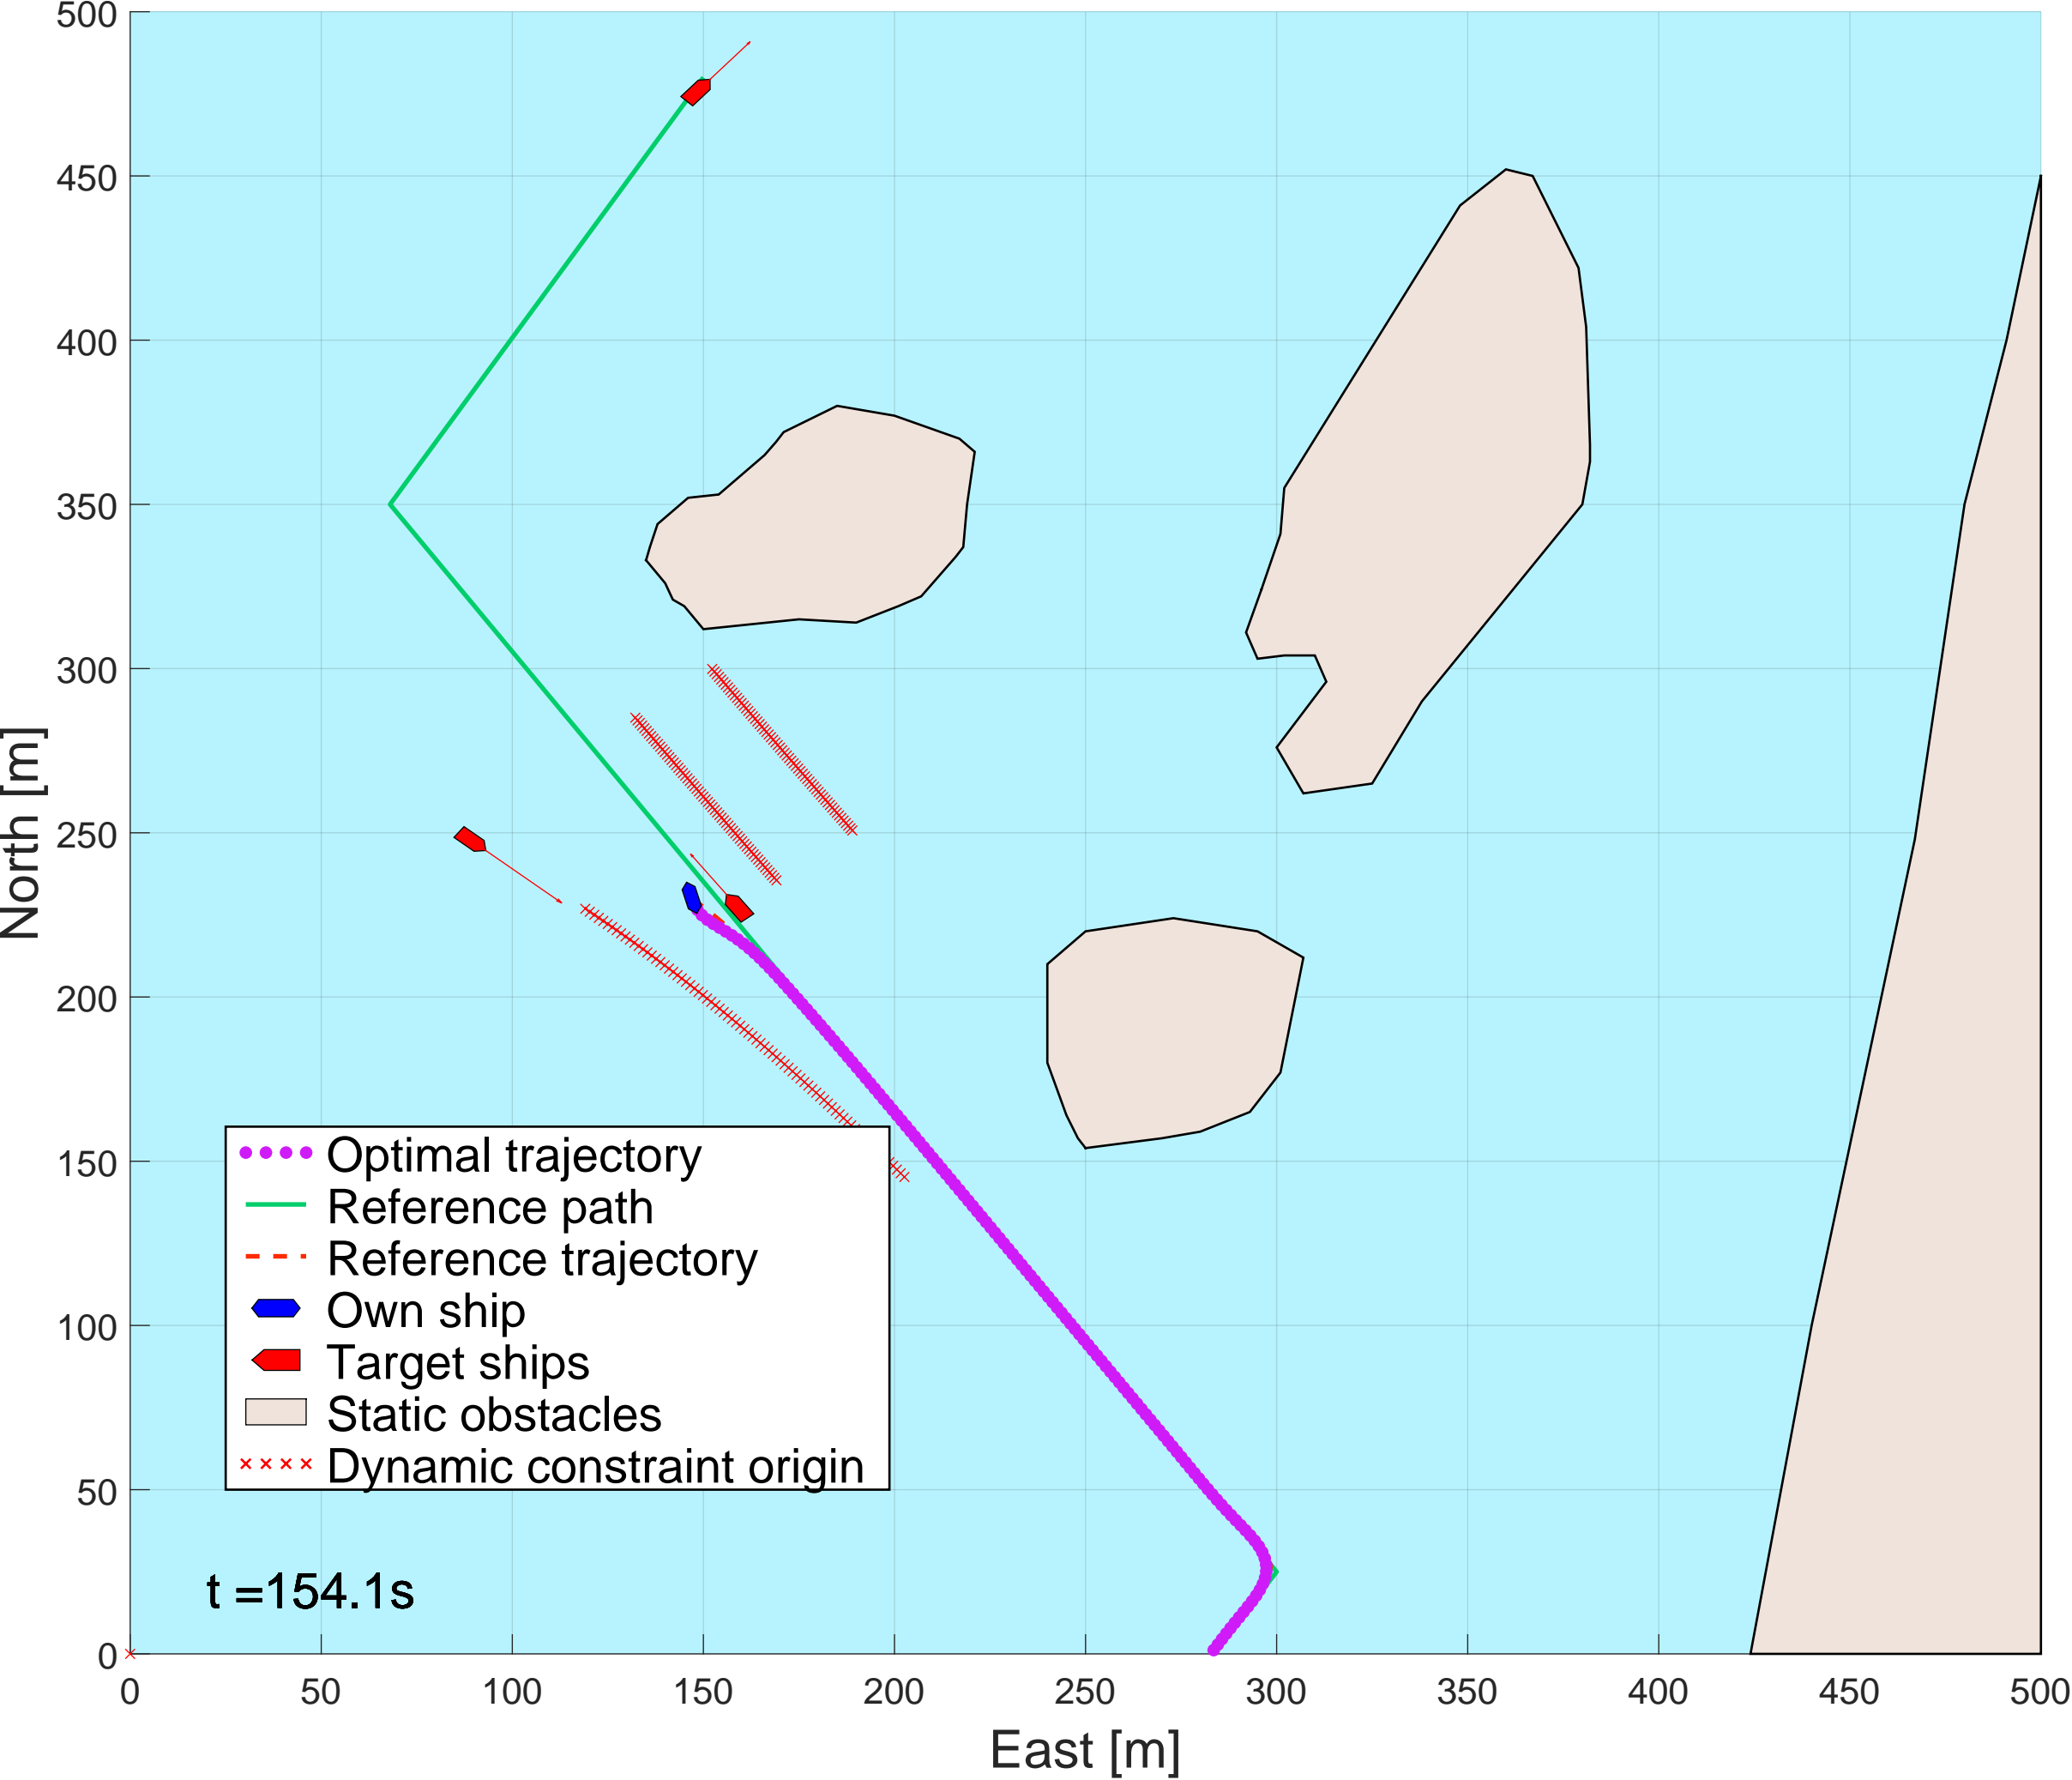 500
450
400
350
300
250
200
150
100
50
0
North [m]
Optimal trajectory
Reference path
Reference trajectory
Own ship
Target ships
Static obstacles
Dynamic constraint origin
t =154.1s
0 50 100 150 200 250 300 350 400 450 500
East [m]